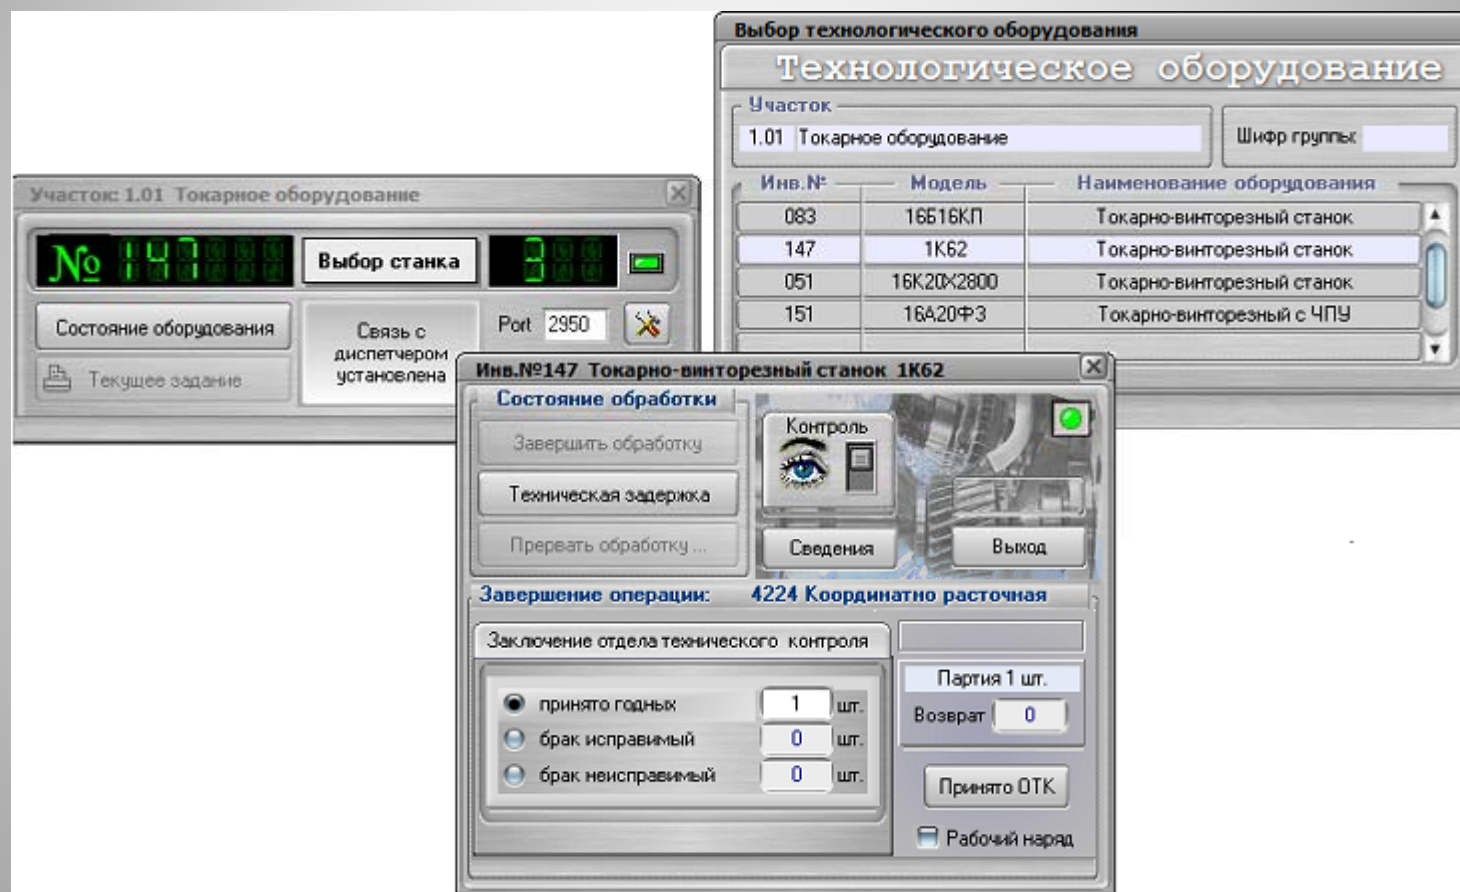 Выбор технологического оборудования
Технологическое оборудование
Участок
1.01 Токарное оборудование
Шифр группы:
Инв.№ Модель Наименование оборудования
083 16Б16КП Токарно-винторезный станок
147 1К62 Токарно-винторезный станок
051 16К20Х2800 Токарно-винторезный станок
151 16А20Ф3 Токарно-винторезный с ЧПУ
Участок: 1.01 Токарное оборудование
№ 147
Выбор станка
3
Состояние оборудования
Текущее задание
Связь с
диспетчером
установлена
Port 2950
Инв.№147 Токарно-винторезный станок 1К62
Состояние обработки
Завершить обработку
Техническая задержка
Прервать обработку ...
Контроль
Сведения
Выход
Завершение операции: 4224 Координатно расточная
Заключение отдела технического контроля
принято годных 1 шт.
брак исправимый 0 шт.
брак неисправимый 0 шт.
Партия 1 шт.
Возврат 0
Принято ОТК
Рабочий наряд